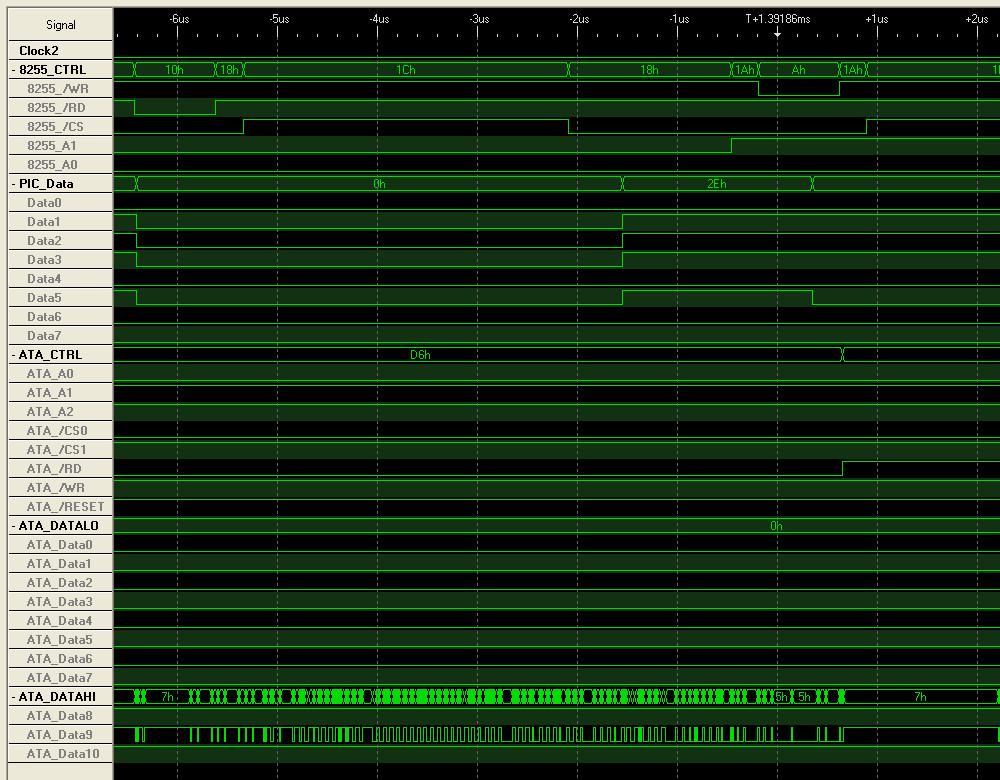 Signal -6us -5us -4us -3us -2us -1us T+1.39186ms +1us +2us
Clock2
- 8255_CTRL 10h 18h 1Ch 18h 1Ah Ah 1Ah
8255_/WR
8255_/RD
8255_/CS
8255_A1
8255_A0
- PIC_Data 0h 2Eh
Data0
Data1
Data2
Data3
Data4
Data5
Data6
Data7
- ATA_CTRL D6h
ATA_A0
ATA_A1
ATA_A2
ATA_/CS0
ATA_/CS1
ATA_/RD
ATA_/WR
ATA_/RESET
- ATA_DATALO 0h
ATA_Data0
ATA_Data1
ATA_Data2
ATA_Data3
ATA_Data4
ATA_Data5
ATA_Data6
ATA_Data7
- ATA_DATAHI 7h 5h 5h 7h
ATA_Data8
ATA_Data9
ATA_Data10